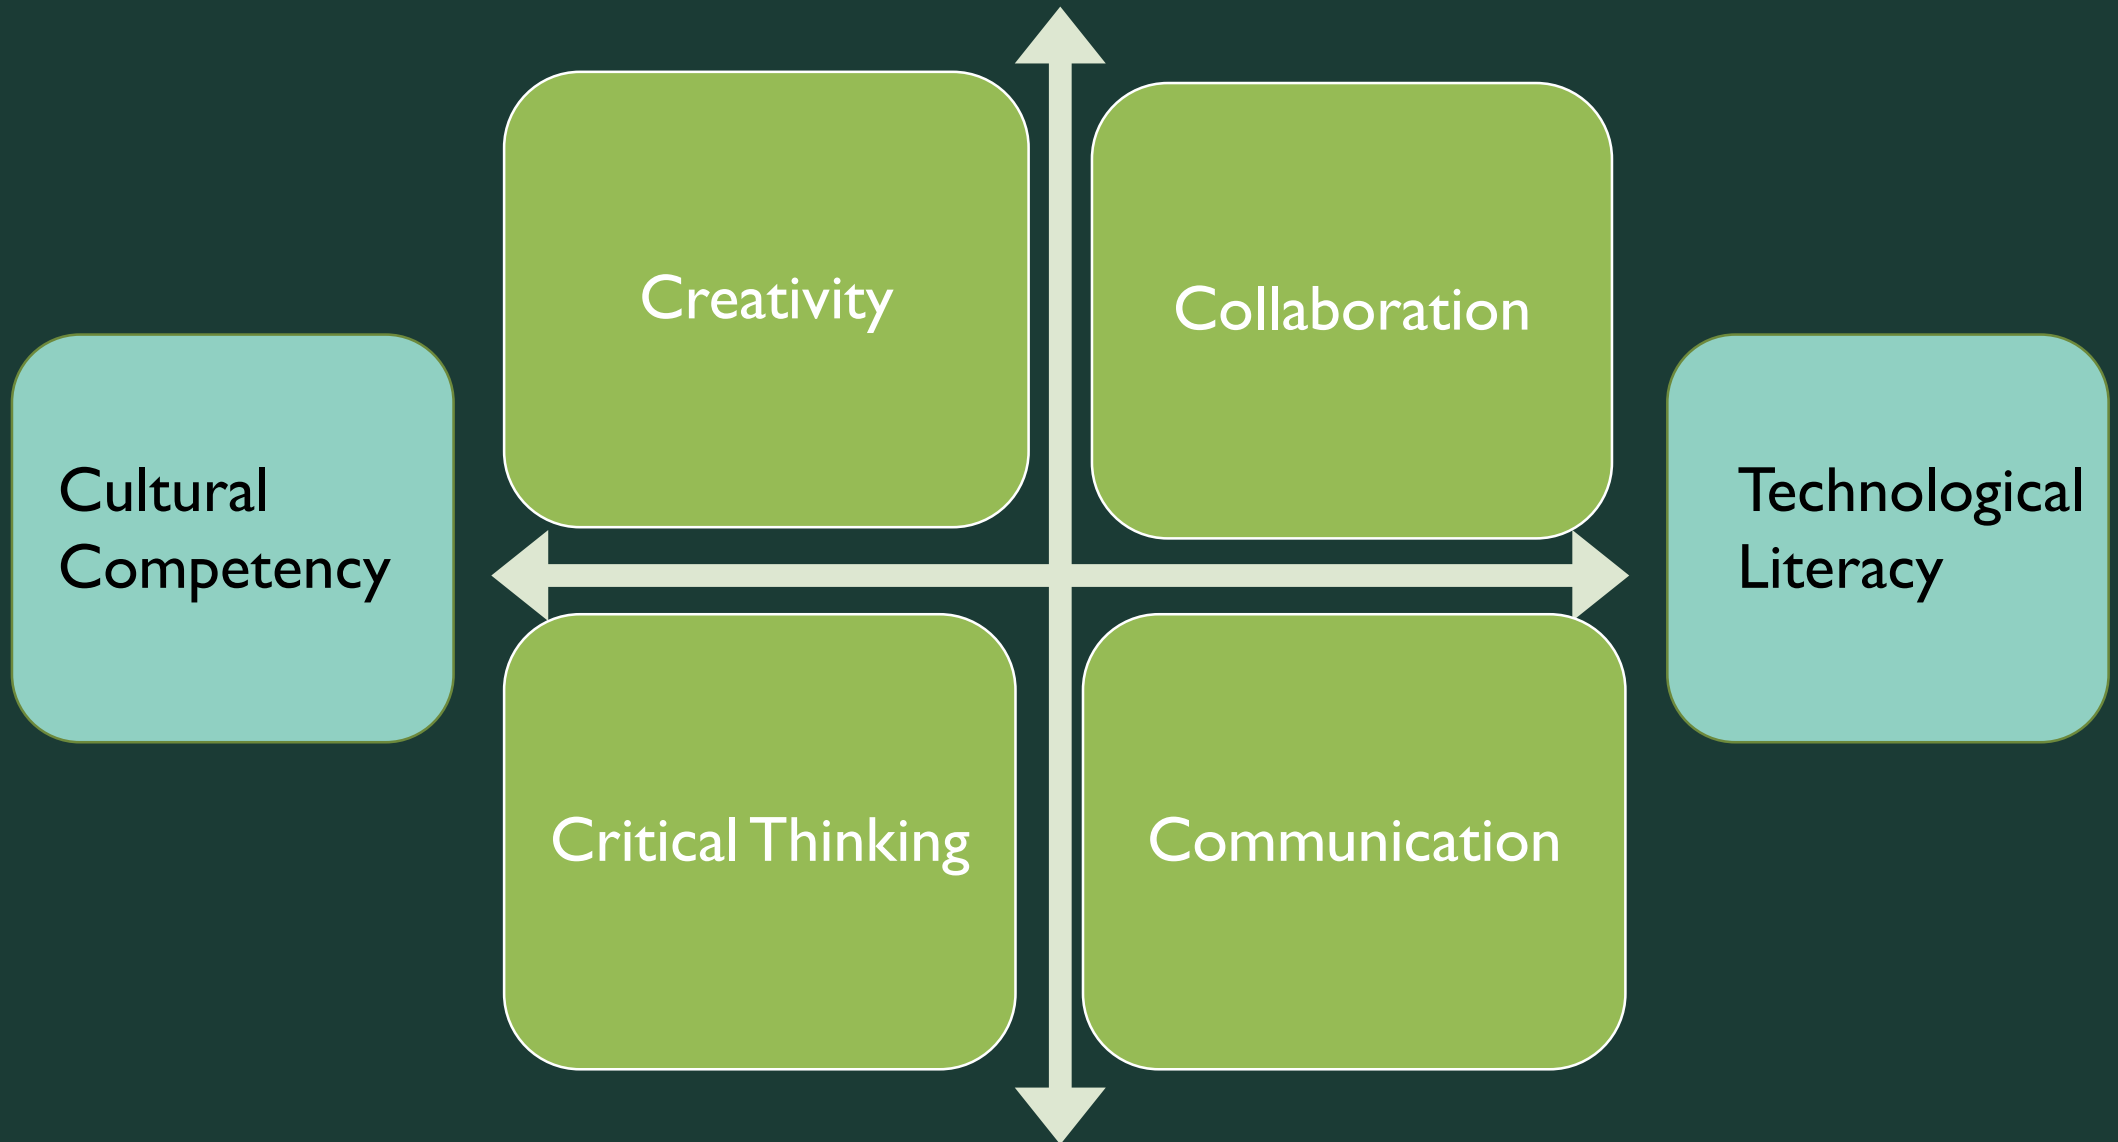 Creativity
Collaboration
Cultural
Competency
Technological
Literacy
Critical Thinking
Communication